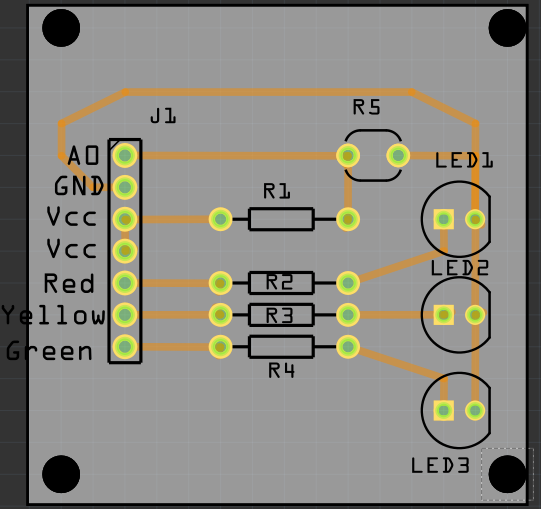 R5
J1
A0
LED1
GND
R1
Vcc
Vcc
LED2
Red
R2
Yellow
R3
Green
R4
LED3